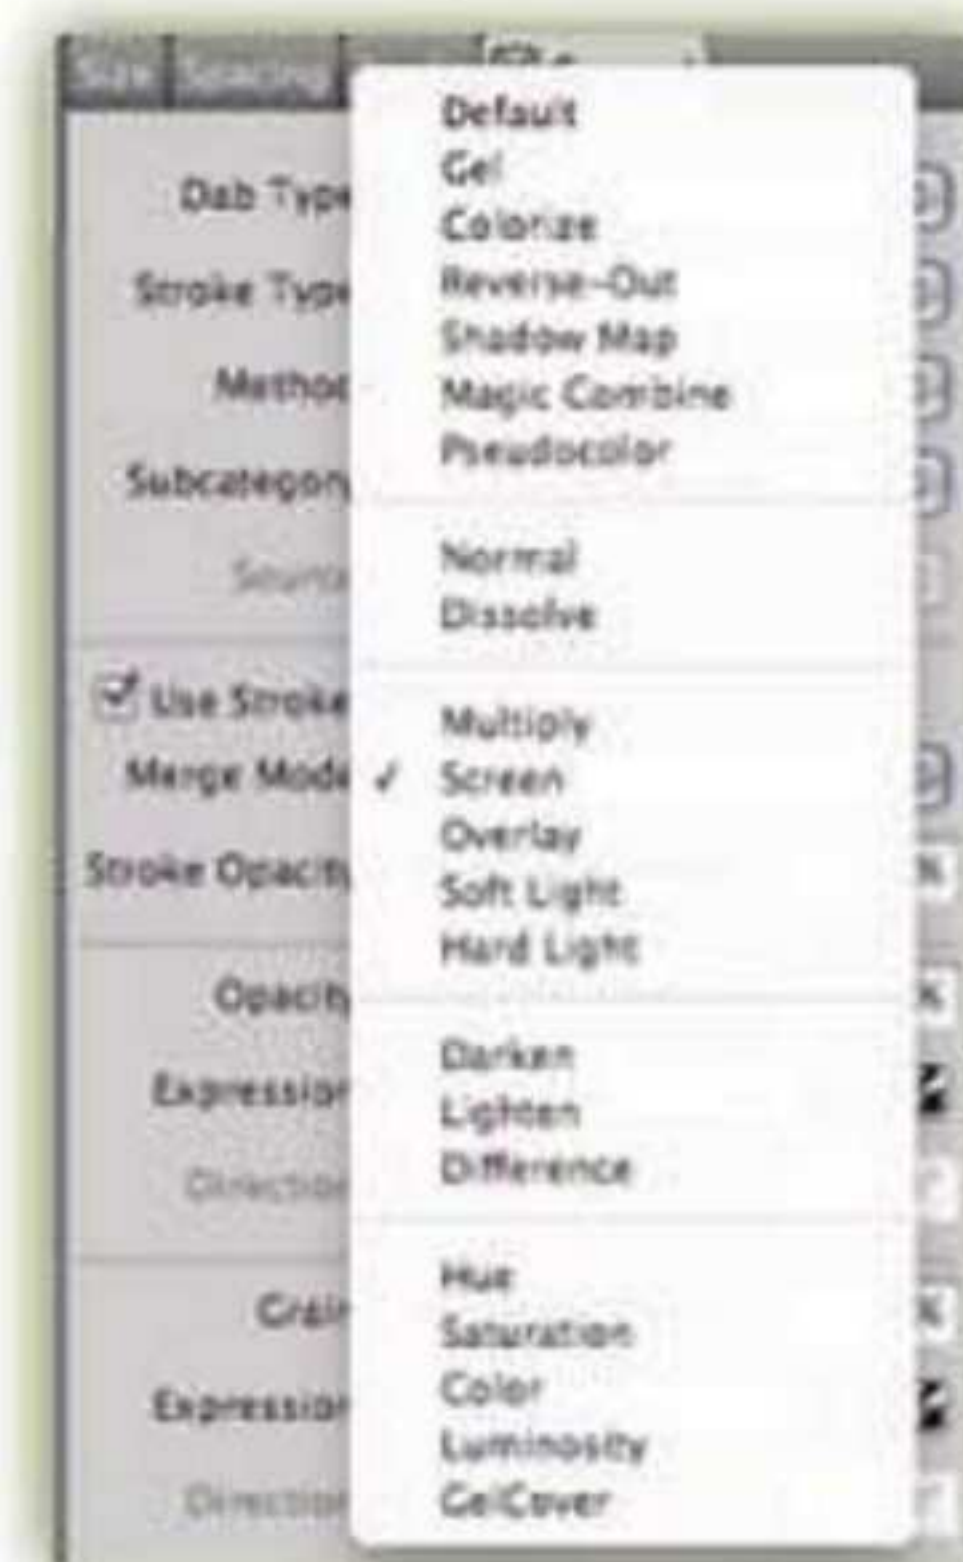 Size Spacing
Dab Type
Stroke Type
Method
Subcategory
Source
Use Stroke
Merge Mode
Stroke Opacity
Opacity
Expression
Direction
Grain
Expression
Direction
Default
Gel
Colorize
Reverse-Out
Shadow Map
Magic Combine
Pseudocolor
Normal
Dissolve
Multiply
✓ Screen
Overlay
Soft Light
Hard Light
Darken
Lighten
Difference
Hue
Saturation
Color
Luminosity
GelCover